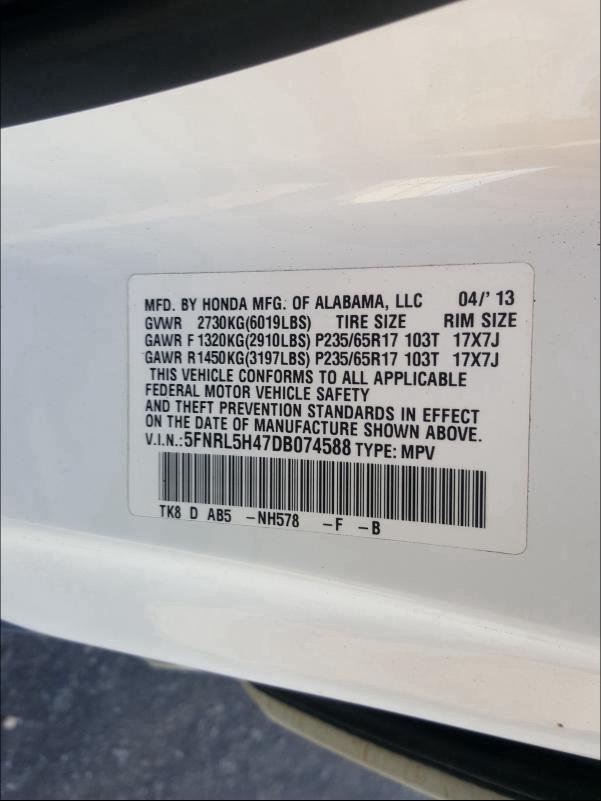 MFD. BY HONDA MFG. OF ALABAMA, LLC 04/'13
GVWR 2730KG(6019LBS) TIRE SIZE RIM SIZE
GAWR F 1320KG(2910LBS) P235/65R17 103T 17X7J
GAWR R1450KG(3197LBS) P235/65R17 103T 17X7J
THIS VEHICLE CONFORMS TO ALL APPLICABLE
FEDERAL MOTOR VEHICLE SAFETY
AND THEFT PREVENTION STANDARDS IN EFFECT
ON THE DATE OF MANUFACTURE SHOWN ABOVE.
V.I.N.:5FNRL5H47DB074588 TYPE: MPV
TK8 D AB5 -NH578 -F -B